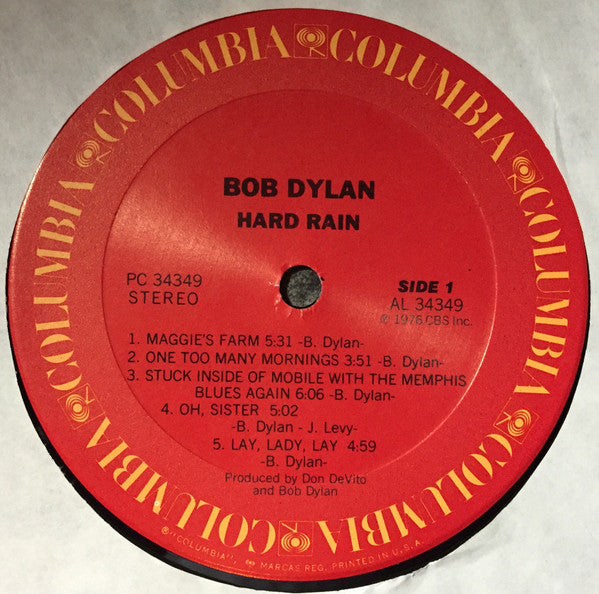 COLUMBIA COLUMBIA COLUMBIA COLUMBIA COLUMBIA COLUMBIA
BOB DYLAN
HARD RAIN
PC 34349
STEREO
SIDE 1
AL 34349
℗ 1976 CBS Inc.
1. MAGGIE'S FARM 5:31 -B. Dylan-
2. ONE TOO MANY MORNINGS 3:51 -B. Dylan-
3. STUCK INSIDE OF MOBILE WITH THE MEMPHIS
BLUES AGAIN 6:06 -B. Dylan-
4. OH, SISTER 5:02
-B. Dylan - J. Levy-
5. LAY, LADY, LAY 4:59
-B. Dylan-
Produced by Don DeVito
and Bob Dylan
® "COLUMBIA", MARCAS REG. PRINTED IN U.S.A.